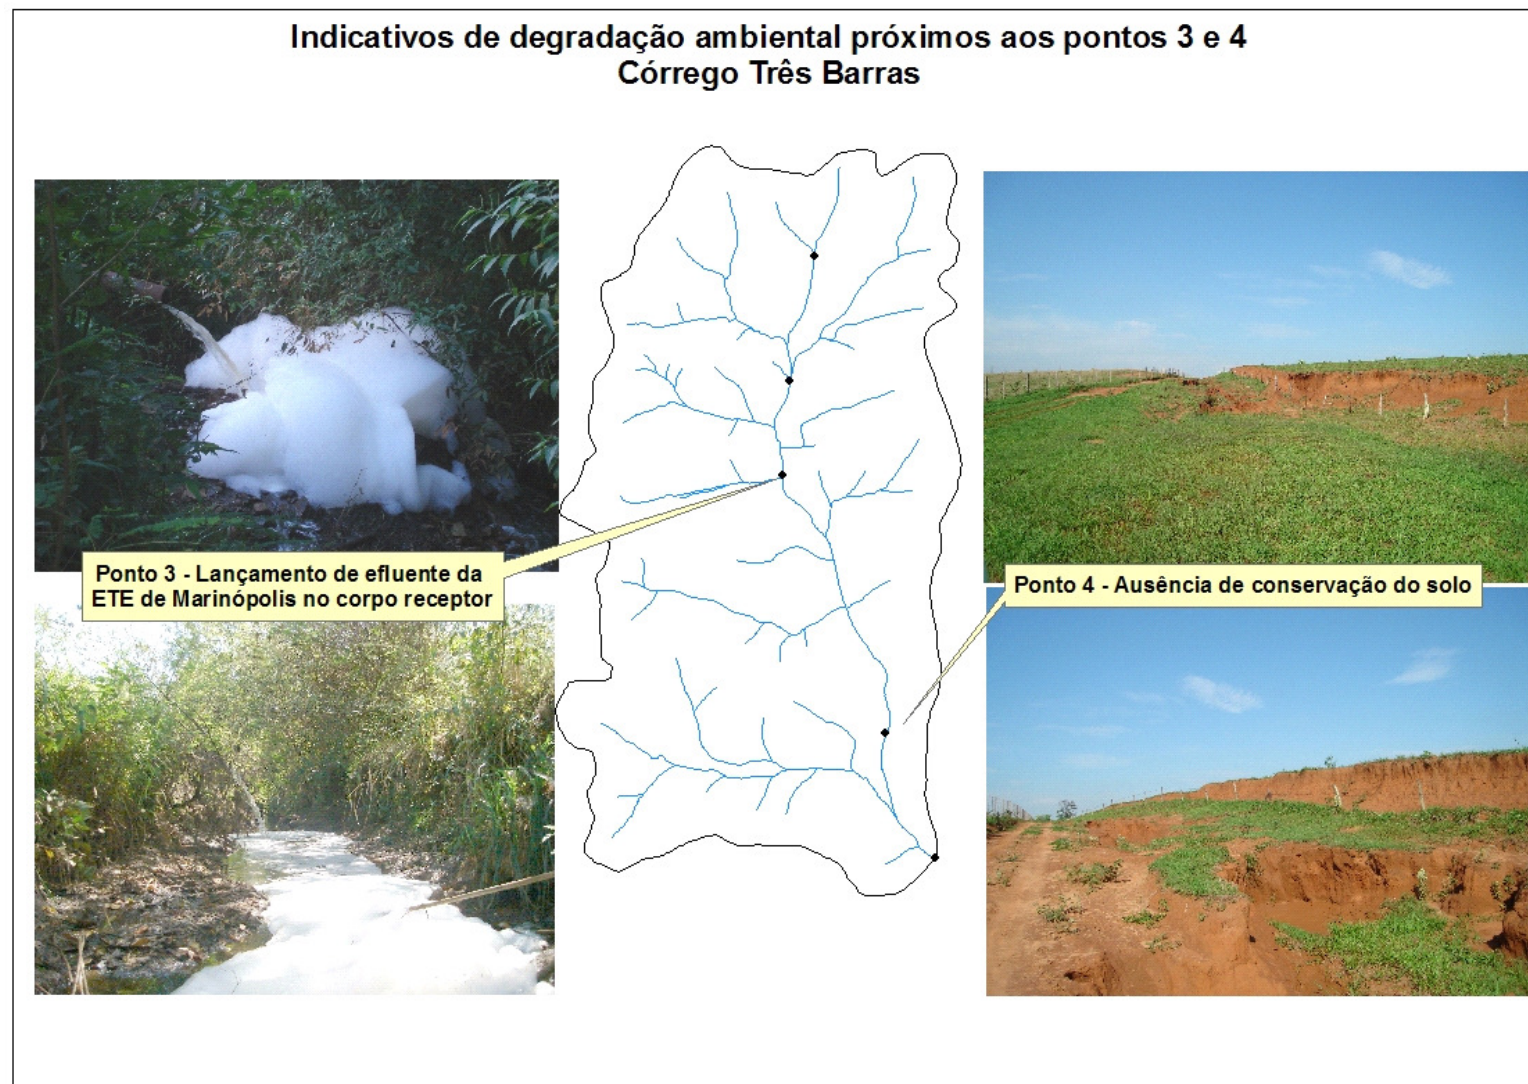 Indicativos de degradação ambiental próximos aos pontos 3 e 4
Córrego Três Barras
Ponto 3 - Lançamento de efluente da
ETE de Marinópolis no corpo receptor
Ponto 4 - Ausência de conservação do solo